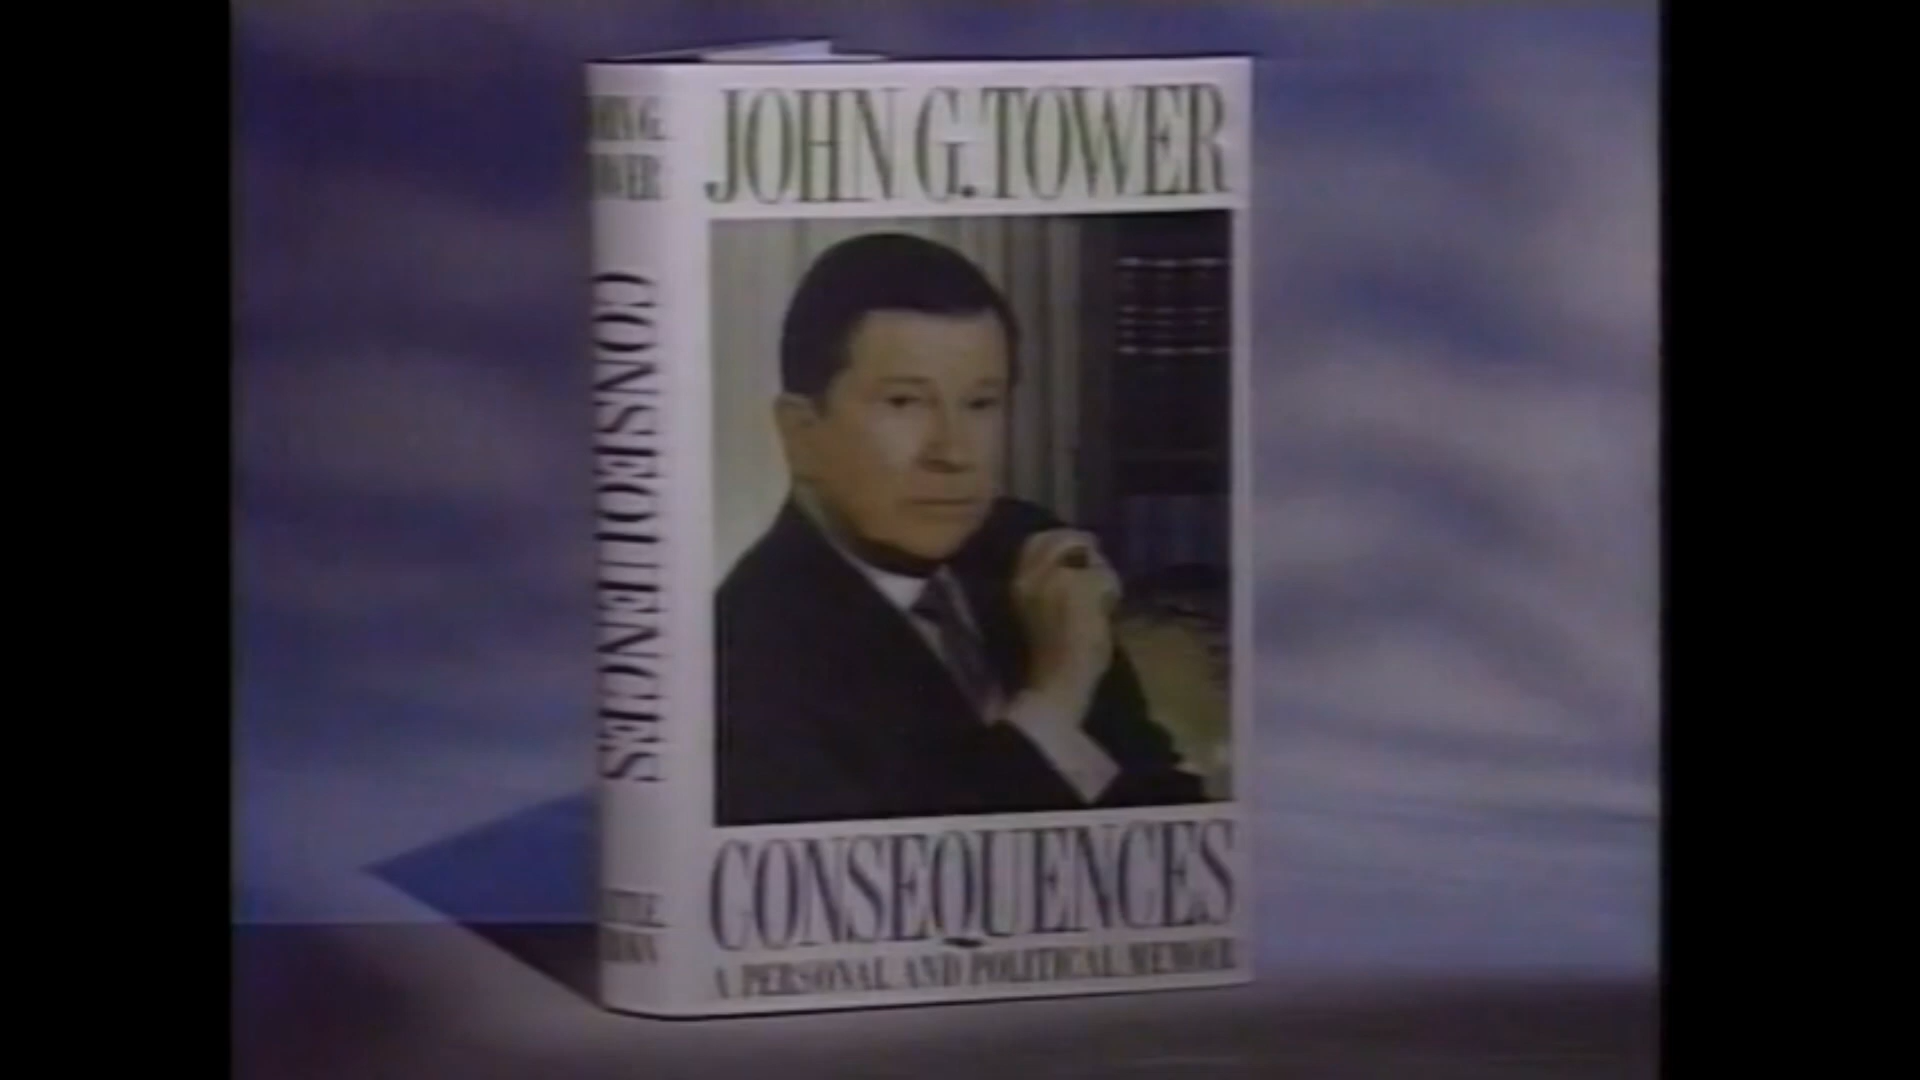 JOHN G. TOWER
CONSEQUENCES
A PERSONAL AND POLITICAL MEMOIR
CONSEQUENCES